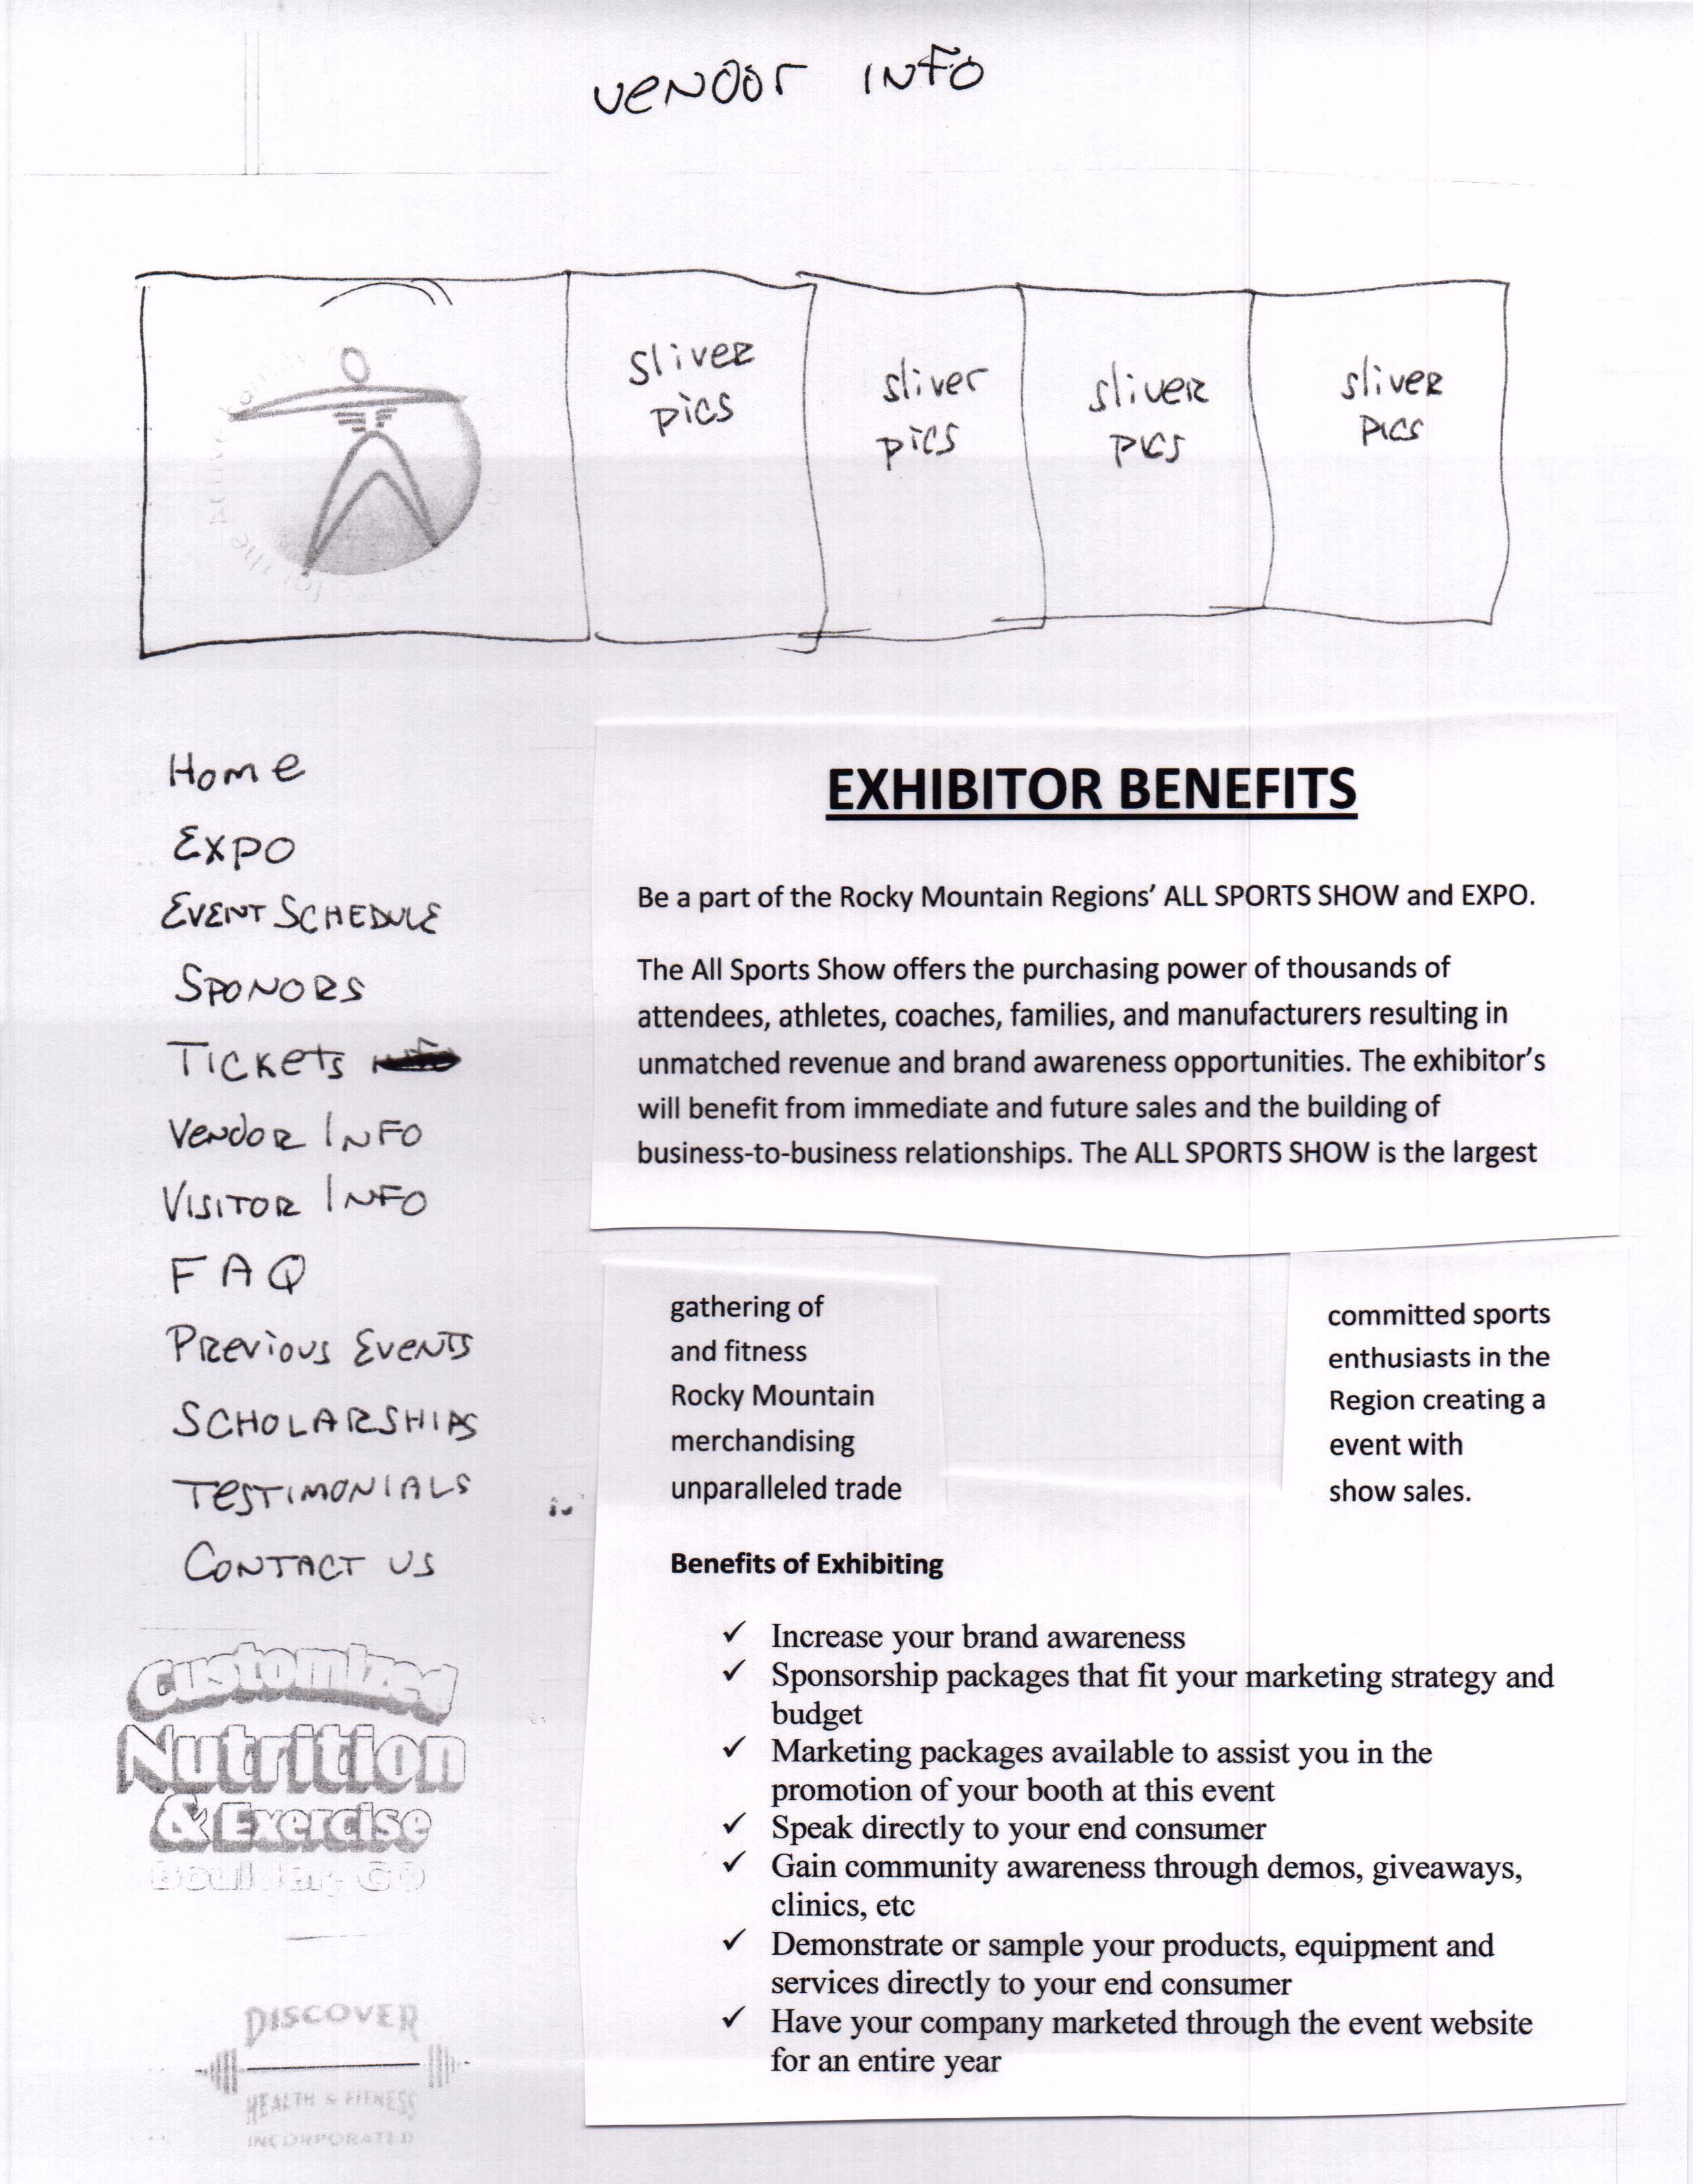 Vendor Info
Sliver
pics
sliver
pics
sliver
pics
sliver
pics
Home
Expo
Event Schedule
Sponors
Tickets
Vendor Info
Visitor Info
FAQ
Previous Events
Scholarships
Testimonials
Contact us
Customized
Nutrition
& Exercise
DISCOVER
HEALTH & FITNESS
INCORPORATED
EXHIBITOR BENEFITS
Be a part of the Rocky Mountain Regions’ ALL SPORTS SHOW and EXPO.
The All Sports Show offers the purchasing power of thousands of
attendees, athletes, coaches, families, and manufacturers resulting in
unmatched revenue and brand awareness opportunities. The exhibitor’s
will benefit from immediate and future sales and the building of
business-to-business relationships. The ALL SPORTS SHOW is the largest
gathering of
and fitness
Rocky Mountain
merchandising
unparalleled trade
committed sports
enthusiasts in the
Region creating a
event with
show sales.
Benefits of Exhibiting
✓ Increase your brand awareness
✓ Sponsorship packages that fit your marketing strategy and
budget
✓ Marketing packages available to assist you in the
promotion of your booth at this event
✓ Speak directly to your end consumer
✓ Gain community awareness through demos, giveaways,
clinics, etc
✓ Demonstrate or sample your products, equipment and
services directly to your end consumer
✓ Have your company marketed through the event website
for an entire year